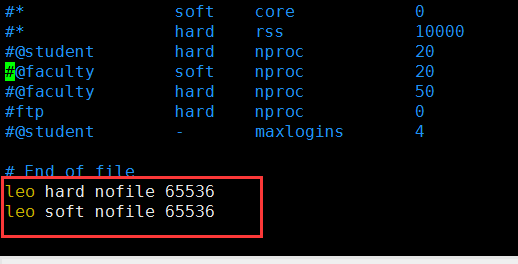 #*               soft    core            0
#*               hard    rss             10000
#@student        hard    nproc           20
#@faculty        soft    nproc           20
#@faculty        hard    nproc           50
#ftp             hard    nproc           0
#@student        -       maxlogins       4
# End of file
leo hard nofile 65536
leo soft nofile 65536